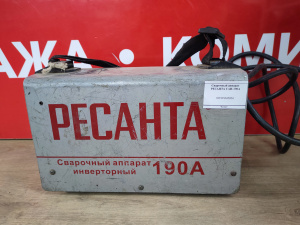 АЖА • КОМИ
РЕСАНТА
Сварочный аппарат
инверторный 190А